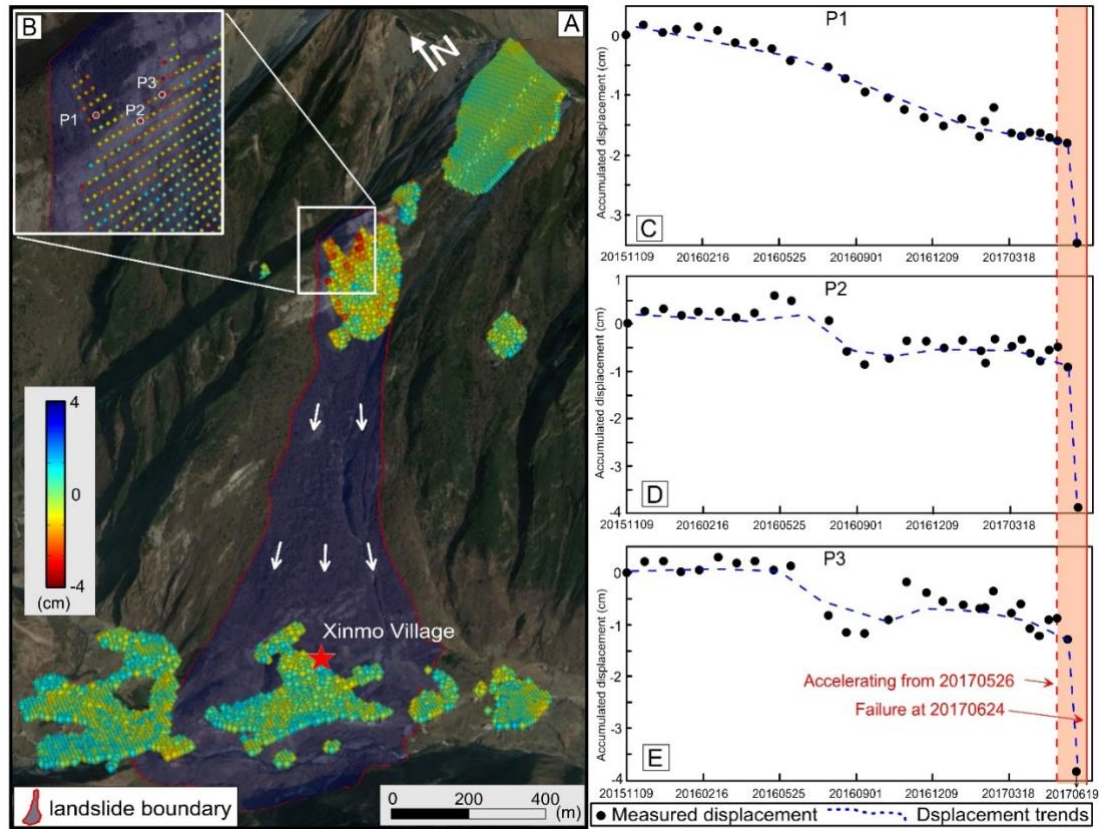 B
A
N
P3
P1
P2
4
0
-4
(cm)
Xinmo Village
landslide boundary
0
200
400
(m)
P1
Accumulated displacement (cm)
0
-1
-2
-3
C
20151109
20160216
20160525
20160901
20161209
20170318
P2
Accumulated displacement (cm)
1
0
-1
-2
-3
-4
D
20151109
20160216
20160525
20160901
20161209
20170318
P3
Accumulated displacement (cm)
0
-1
-2
-3
-4
E
Accelerating from 20170526
Failure at 20170624
20151109
20160216
20160525
20160901
20161209
20170318
20170619
Measured displacement
Dsplacement trends